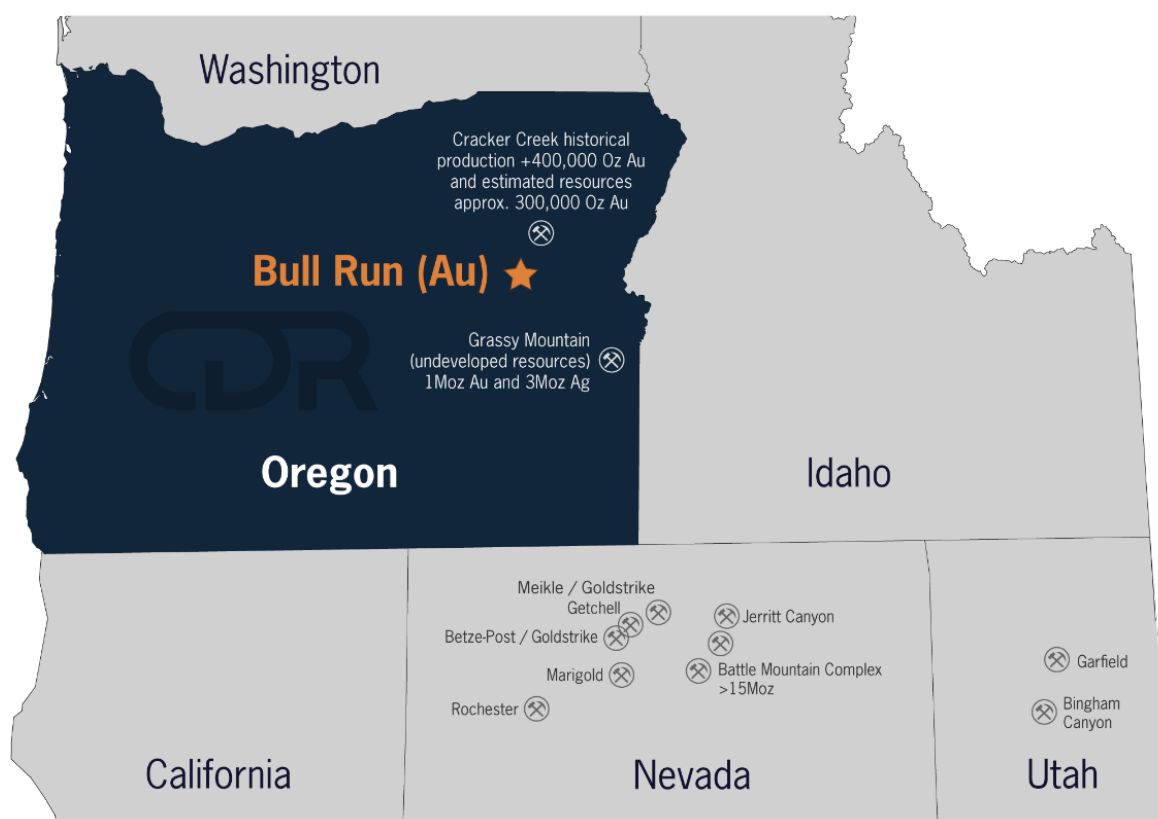 Washington
Cracker Creek historical
production +400,000 Oz Au
and estimated resources
approx. 300,000 Oz Au
Bull Run (Au)
CDR
Grassy Mountain
(undeveloped resources)
1Moz Au and 3Moz Ag
Oregon
Idaho
Meikle / Goldstrike
Getchell
Jerritt Canyon
Betze-Post / Goldstrike
Marigold
Battle Mountain Complex
>15Moz
Rochester
Garfield
Bingham
Canyon
California
Nevada
Utah